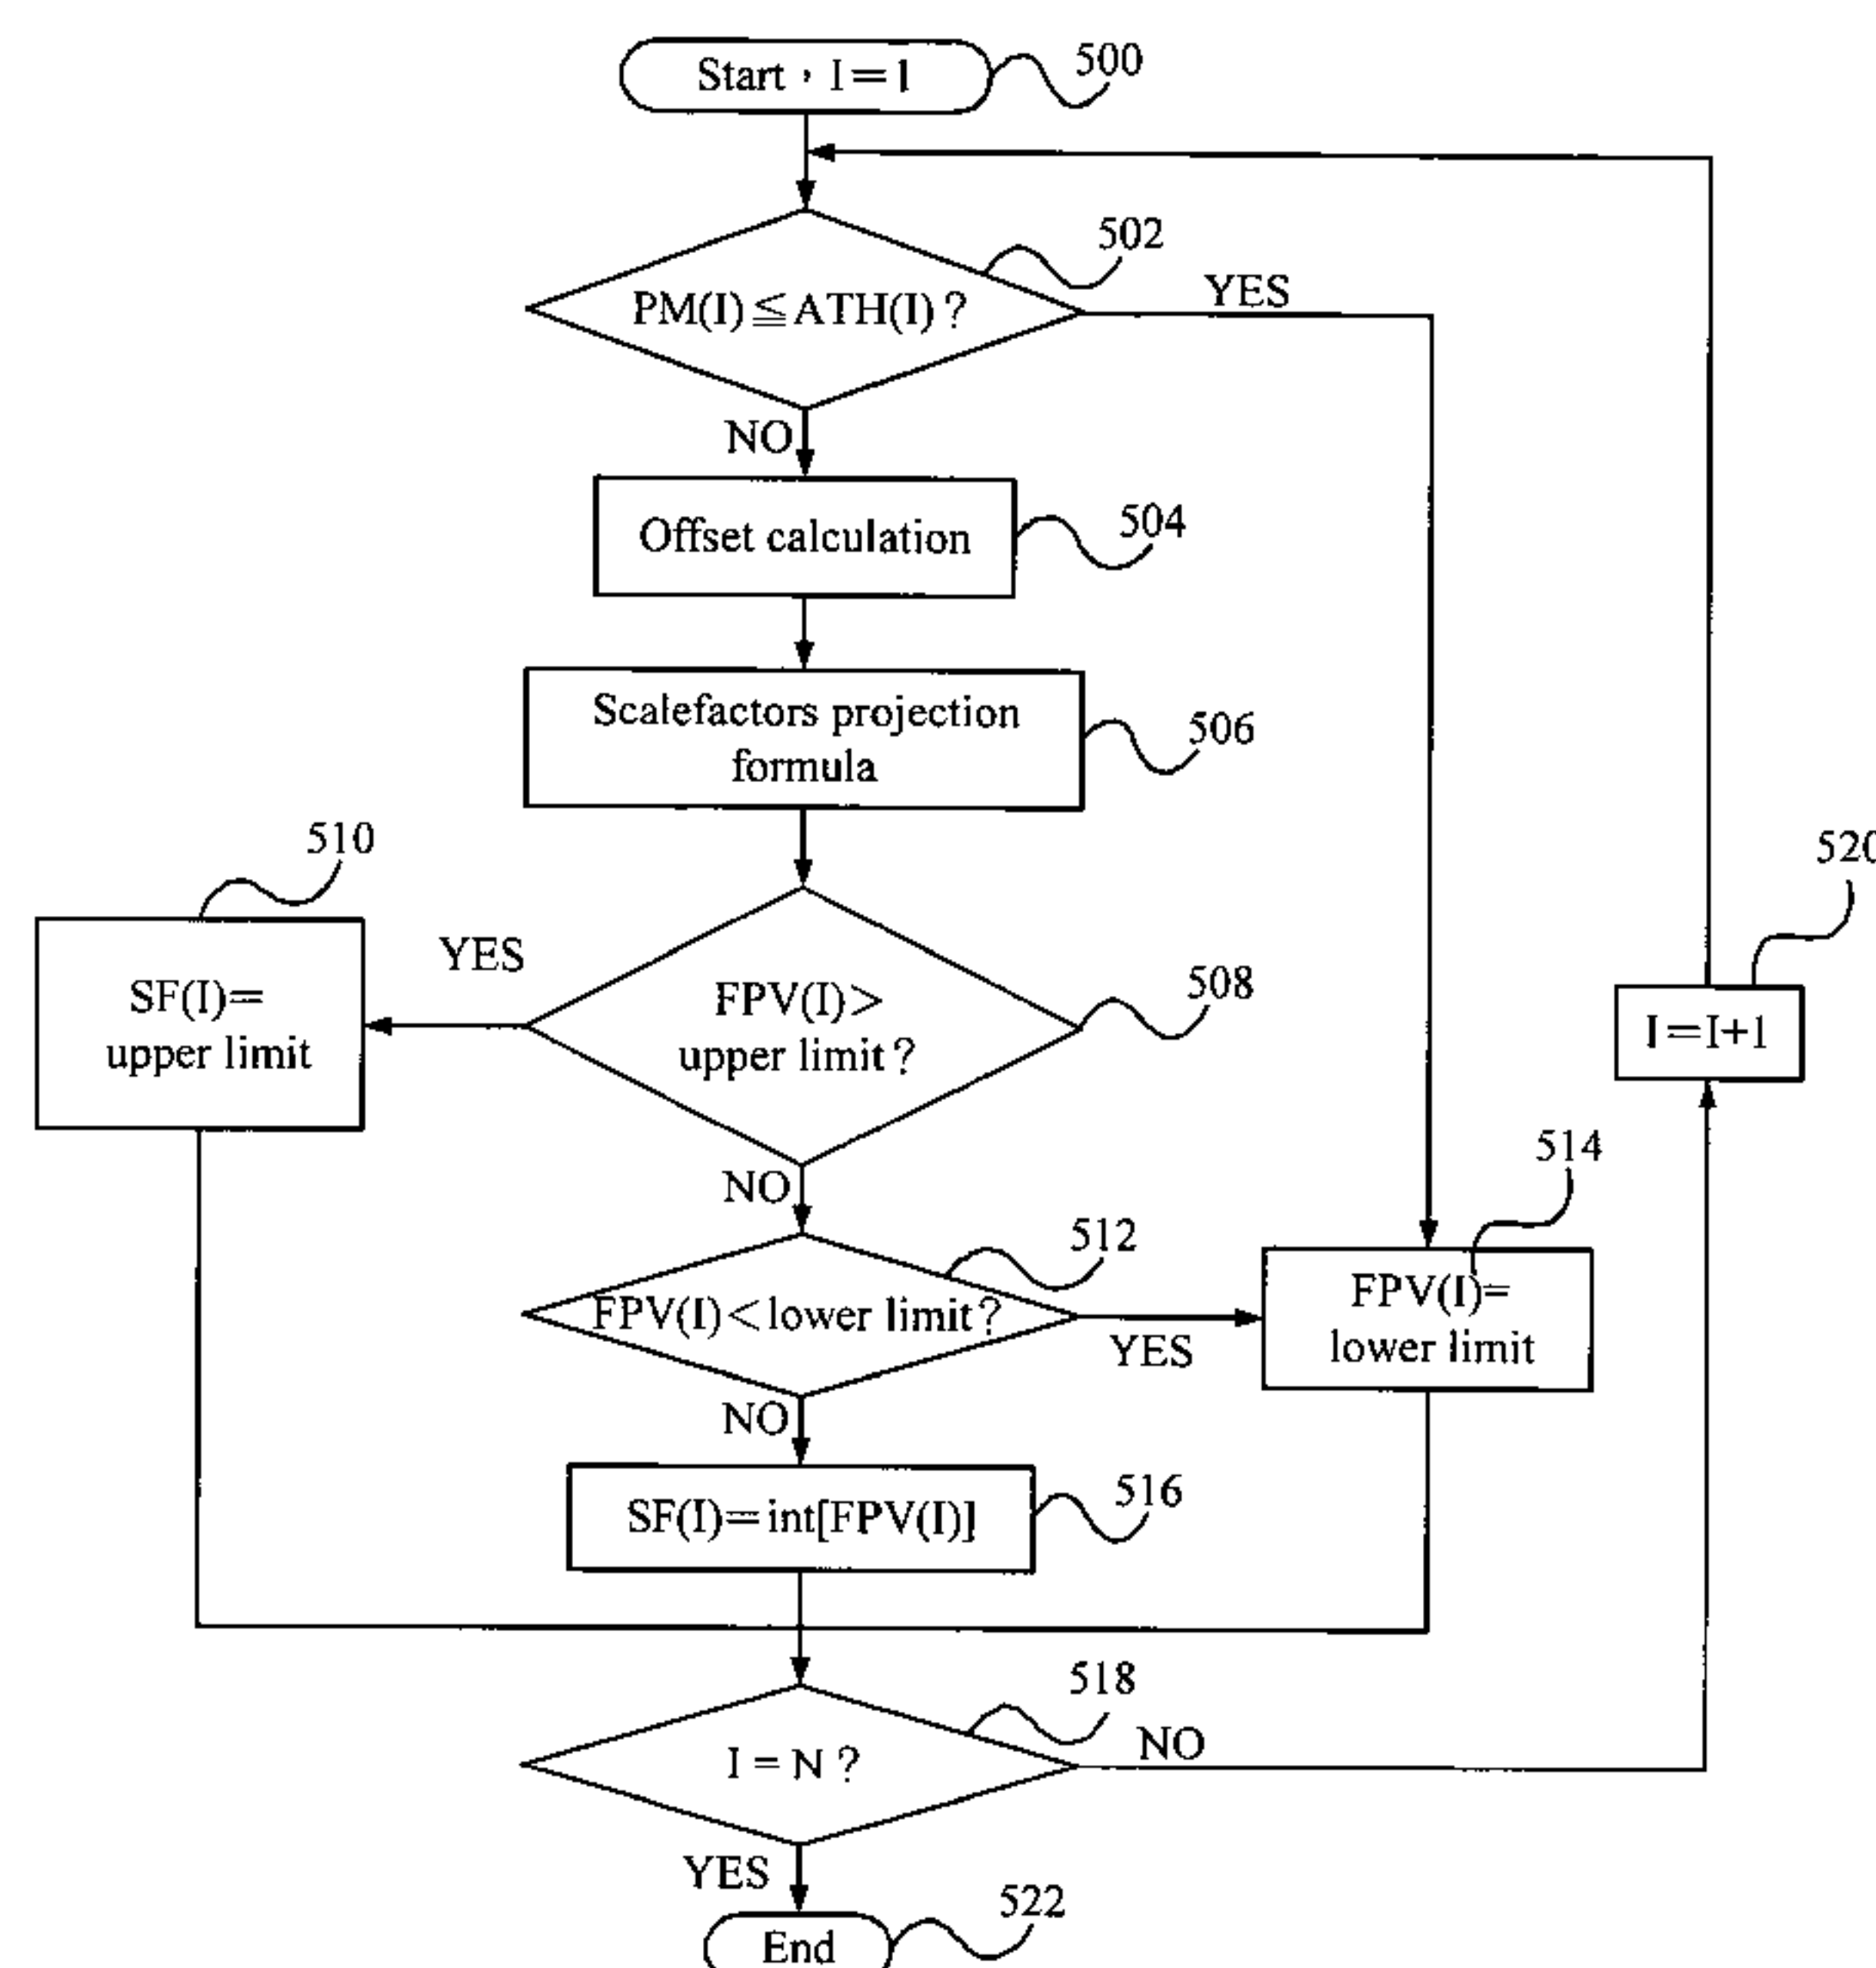 Start，I＝1
500
502
PM(I)≦ATH(I)？
YES
NO
Offset calculation
504
Scalefactors projection
formula
506
510
SF(I)＝
upper limit
YES
FPV(I)＞
upper limit？
508
520
I＝I+1
NO
512
FPV(I)＜lower limit？
YES
514
FPV(I)=
lower limit
NO
SF(I)＝int[FPV(I)]
516
518
I = N？
NO
YES
522
End